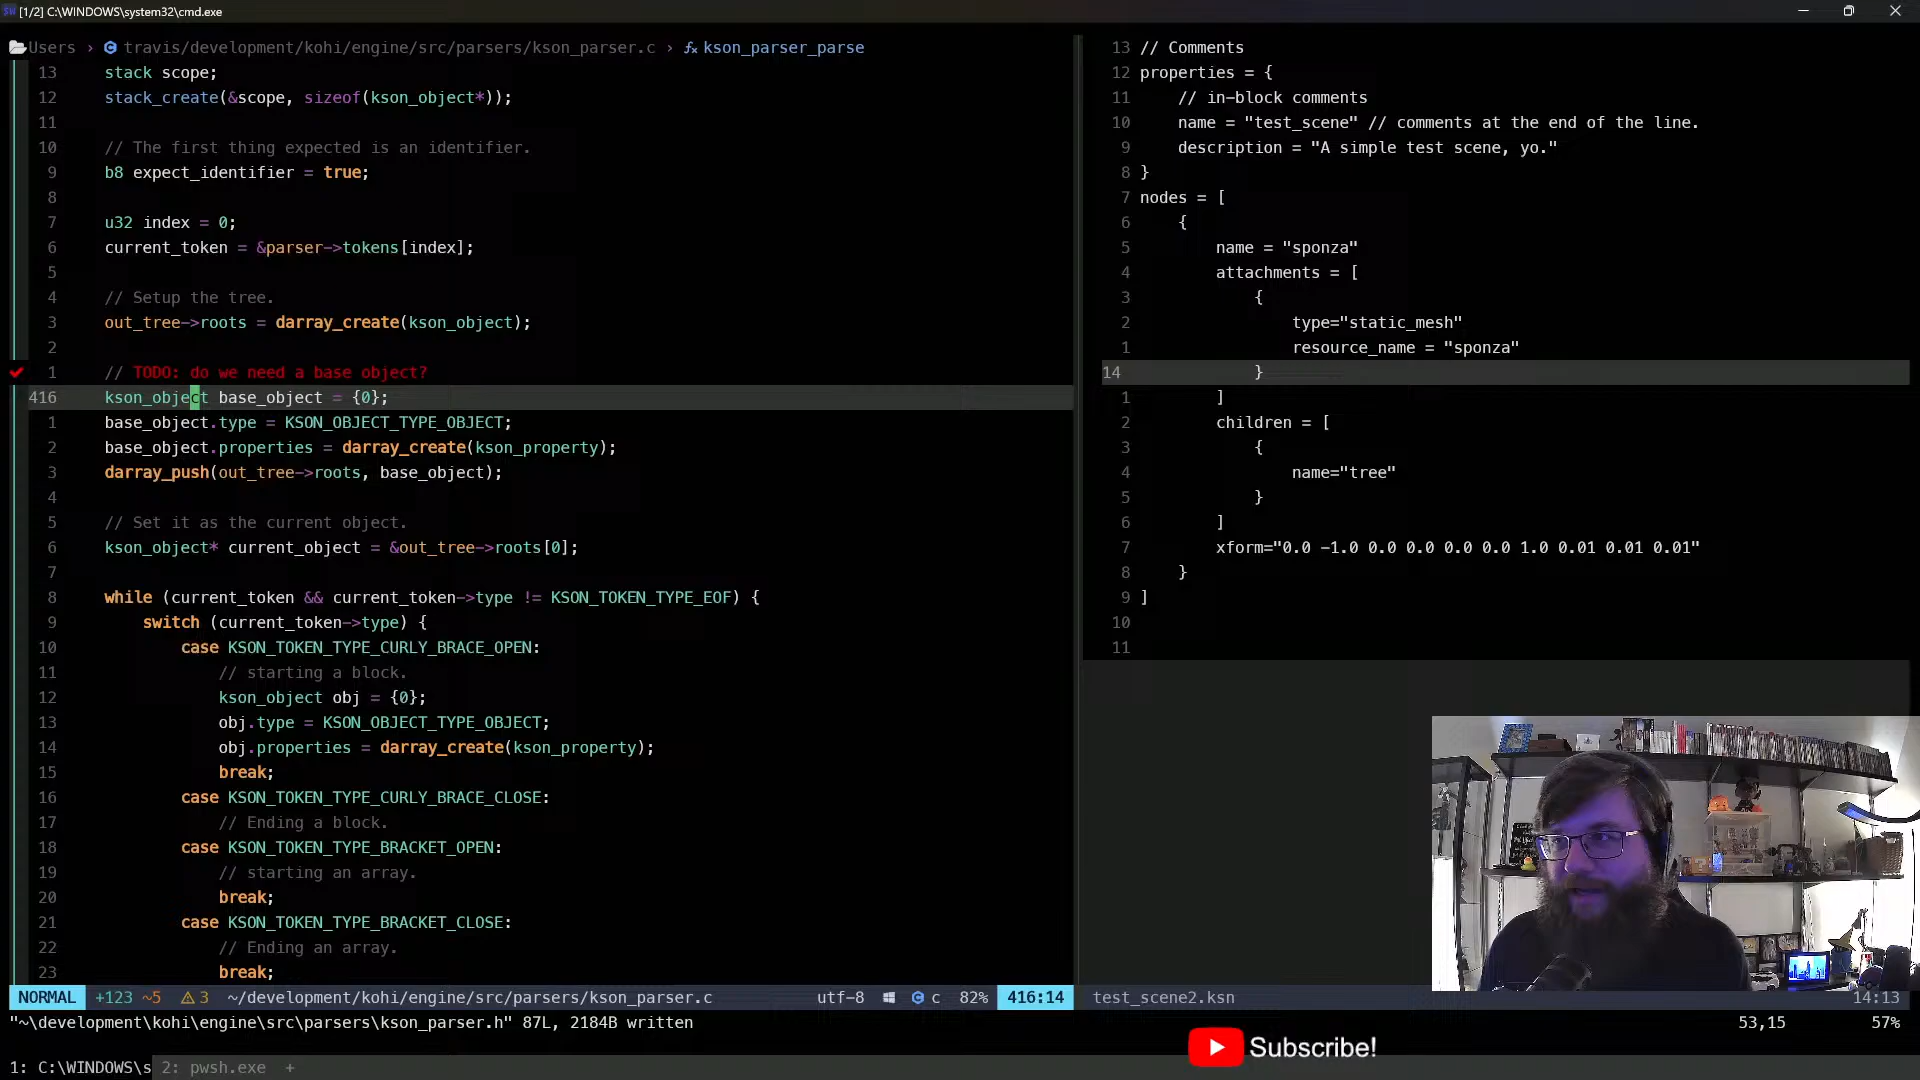 [1/2] C:\WINDOWS\system32\cmd.exe
Users › travis/development/kohi/engine/src/parsers/kson_parser.c › fx kson_parser_parse
13 stack scope;
12 stack_create(&scope, sizeof(kson_object*));
11
10 // The first thing expected is an identifier.
9 b8 expect_identifier = true;
8
7 u32 index = 0;
6 current_token = &parser->tokens[index];
5
4 // Setup the tree.
3 out_tree->roots = darray_create(kson_object);
2
1 // TODO: do we need a base object?
416 kson_object base_object = {0};
1 base_object.type = KSON_OBJECT_TYPE_OBJECT;
2 base_object.properties = darray_create(kson_property);
3 darray_push(out_tree->roots, base_object);
4
5 // Set it as the current object.
6 kson_object* current_object = &out_tree->roots[0];
7
8 while (current_token && current_token->type != KSON_TOKEN_TYPE_EOF) {
9 switch (current_token->type) {
10 case KSON_TOKEN_TYPE_CURLY_BRACE_OPEN:
11 // starting a block.
12 kson_object obj = {0};
13 obj.type = KSON_OBJECT_TYPE_OBJECT;
14 obj.properties = darray_create(kson_property);
15 break;
16 case KSON_TOKEN_TYPE_CURLY_BRACE_CLOSE:
17 // Ending a block.
18 case KSON_TOKEN_TYPE_BRACKET_OPEN:
19 // starting an array.
20 break;
21 case KSON_TOKEN_TYPE_BRACKET_CLOSE:
22 // Ending an array.
23 break;
NORMAL +123 ~5 3 ~/development/kohi/engine/src/parsers/kson_parser.c utf-8 c 82% 416:14
13 // Comments
12 properties = {
11 // in-block comments
10 name = "test_scene" // comments at the end of the line.
9 description = "A simple test scene, yo."
8 }
7 nodes = [
6 {
5 name = "sponza"
4 attachments = [
3 {
2 type="static_mesh"
1 resource_name = "sponza"
14 }
1 ]
2 children = [
3 {
4 name="tree"
5 }
6 ]
7 xform="0.0 -1.0 0.0 0.0 0.0 0.0 1.0 0.01 0.01 0.01"
8 }
9 ]
10
11
test_scene2.ksn 14:13
"~\development\kohi\engine\src\parsers\kson_parser.h" 87L, 2184B written 53,15 57%
Subscribe!
1: C:\WINDOWS\s 2: pwsh.exe +